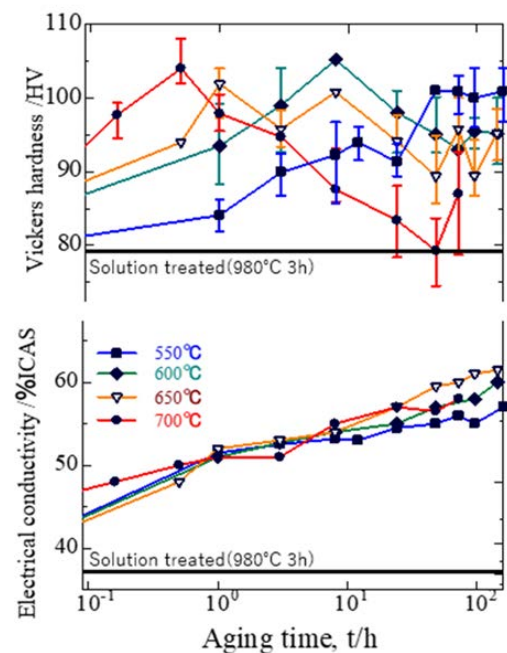 110
100
90
80
Vickers hardness /HV
Solution treated(980°C 3h)
60
50
40
Electrical conductivity /%ICAS
550℃
600℃
650℃
700℃
Solution treated(980°C 3h)
10⁻¹ 10⁰ 10¹ 10²
Aging time, t/h